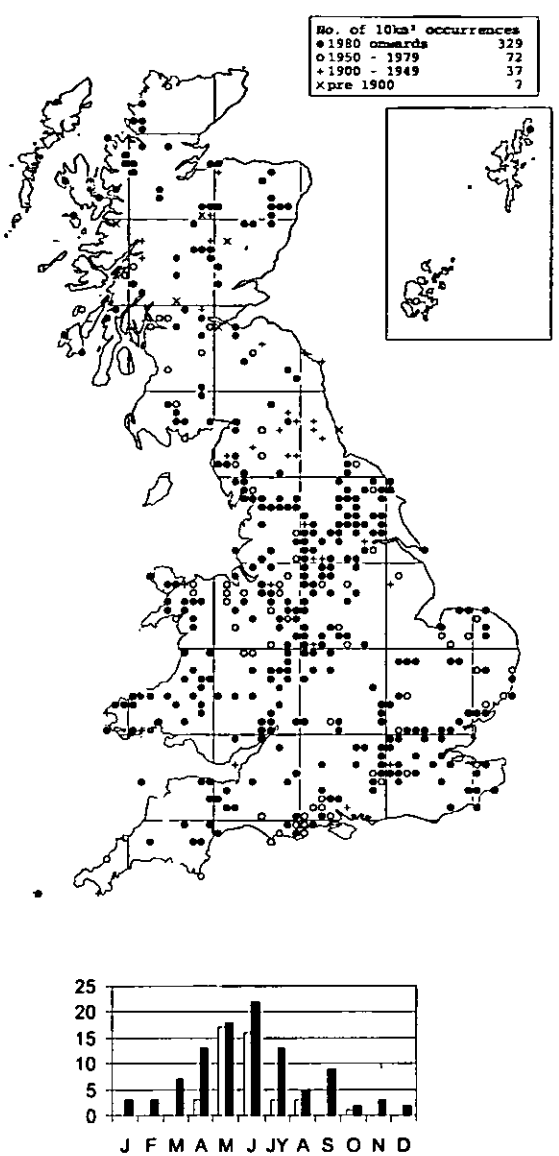 No. of 10km² occurrences
● 1980 onwards 329
○ 1950 - 1979 72
+ 1900 - 1949 37
× pre 1900 7
25
20
15
10
5
0
J F M A M J JY A S O N D